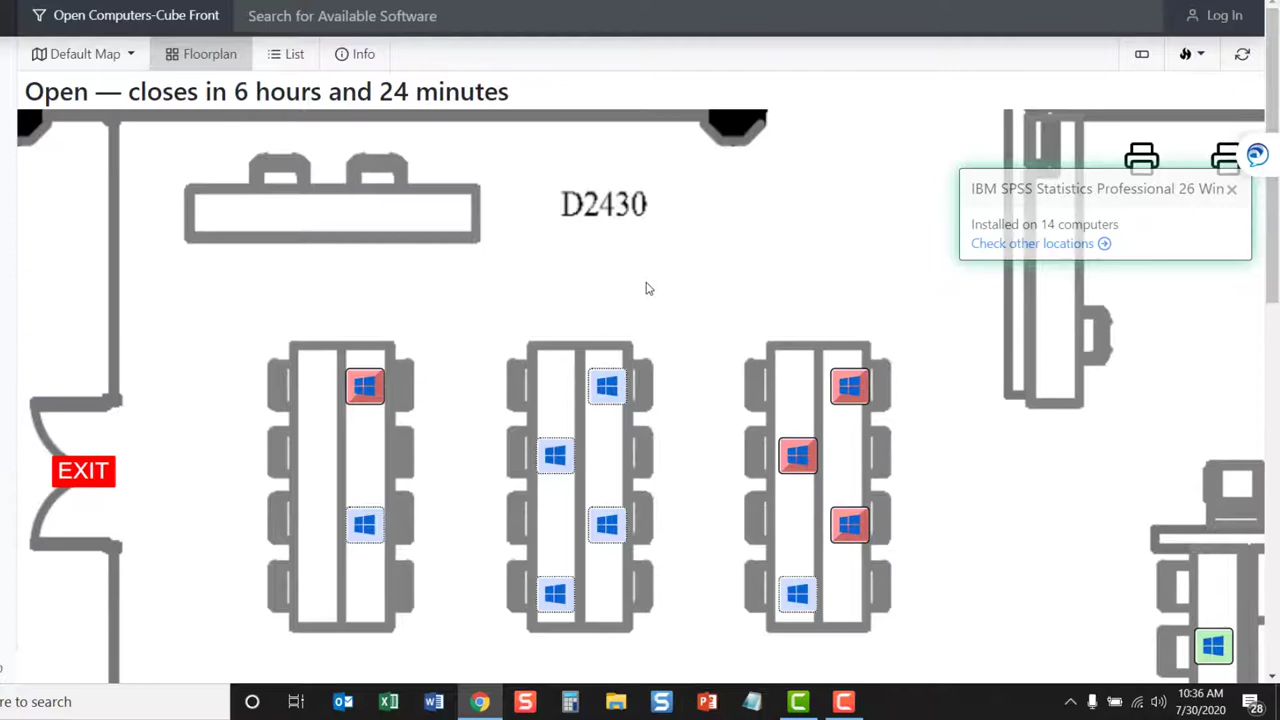 Open Computers-Cube Front
Search for Available Software
Log In
Default Map
Floorplan
List
Info
Open — closes in 6 hours and 24 minutes
D2430
IBM SPSS Statistics Professional 26 Win
Installed on 14 computers
Check other locations
EXIT
ere to search
10:36 AM
7/30/2020
28